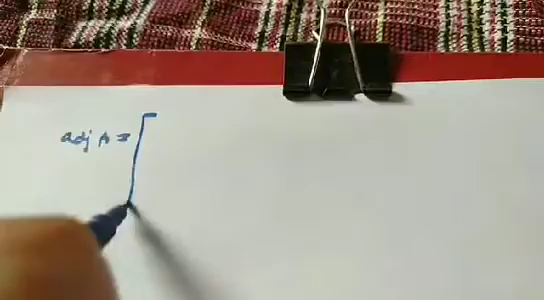 adj A = [